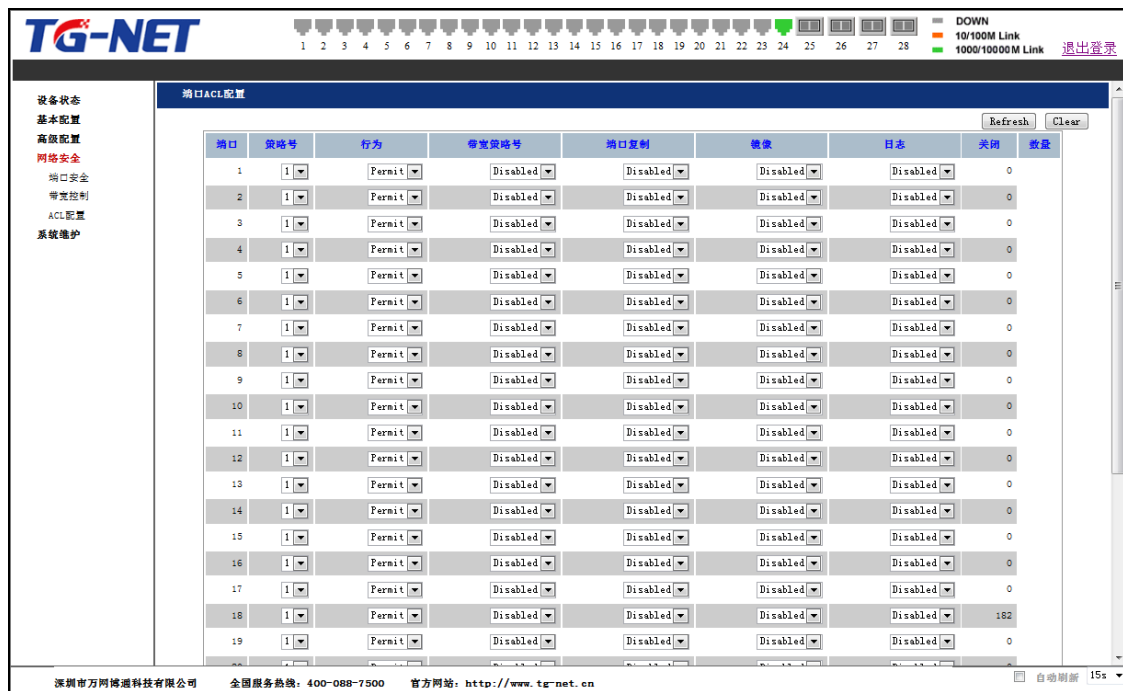 TG-NET
DOWN
10/100M Link
1000/10000M Link
1 2 3 4 5 6 7 8 9 10 11 12 13 14 15 16 17 18 19 20 21 22 23 24 25 26 27 28
退出登录
设备状态
基本配置
高级配置
网络安全
端口安全
带宽控制
ACL配置
系统维护
端口ACL配置
Refresh Clear
端口 策略号 行为 带宽策略号 端口复制 镜像 日志 关闭 数量
1 1 Permit Disabled Disabled Disabled Disabled 0
2 1 Permit Disabled Disabled Disabled Disabled 0
3 1 Permit Disabled Disabled Disabled Disabled 0
4 1 Permit Disabled Disabled Disabled Disabled 0
5 1 Permit Disabled Disabled Disabled Disabled 0
6 1 Permit Disabled Disabled Disabled Disabled 0
7 1 Permit Disabled Disabled Disabled Disabled 0
8 1 Permit Disabled Disabled Disabled Disabled 0
9 1 Permit Disabled Disabled Disabled Disabled 0
10 1 Permit Disabled Disabled Disabled Disabled 0
11 1 Permit Disabled Disabled Disabled Disabled 0
12 1 Permit Disabled Disabled Disabled Disabled 0
13 1 Permit Disabled Disabled Disabled Disabled 0
14 1 Permit Disabled Disabled Disabled Disabled 0
15 1 Permit Disabled Disabled Disabled Disabled 0
16 1 Permit Disabled Disabled Disabled Disabled 0
17 1 Permit Disabled Disabled Disabled Disabled 0
18 1 Permit Disabled Disabled Disabled Disabled 182
19 1 Permit Disabled Disabled Disabled Disabled 0
深圳市万网博通科技有限公司 全国服务热线: 400-088-7500 官方网站: http://www.tg-net.cn
自动刷新 15s